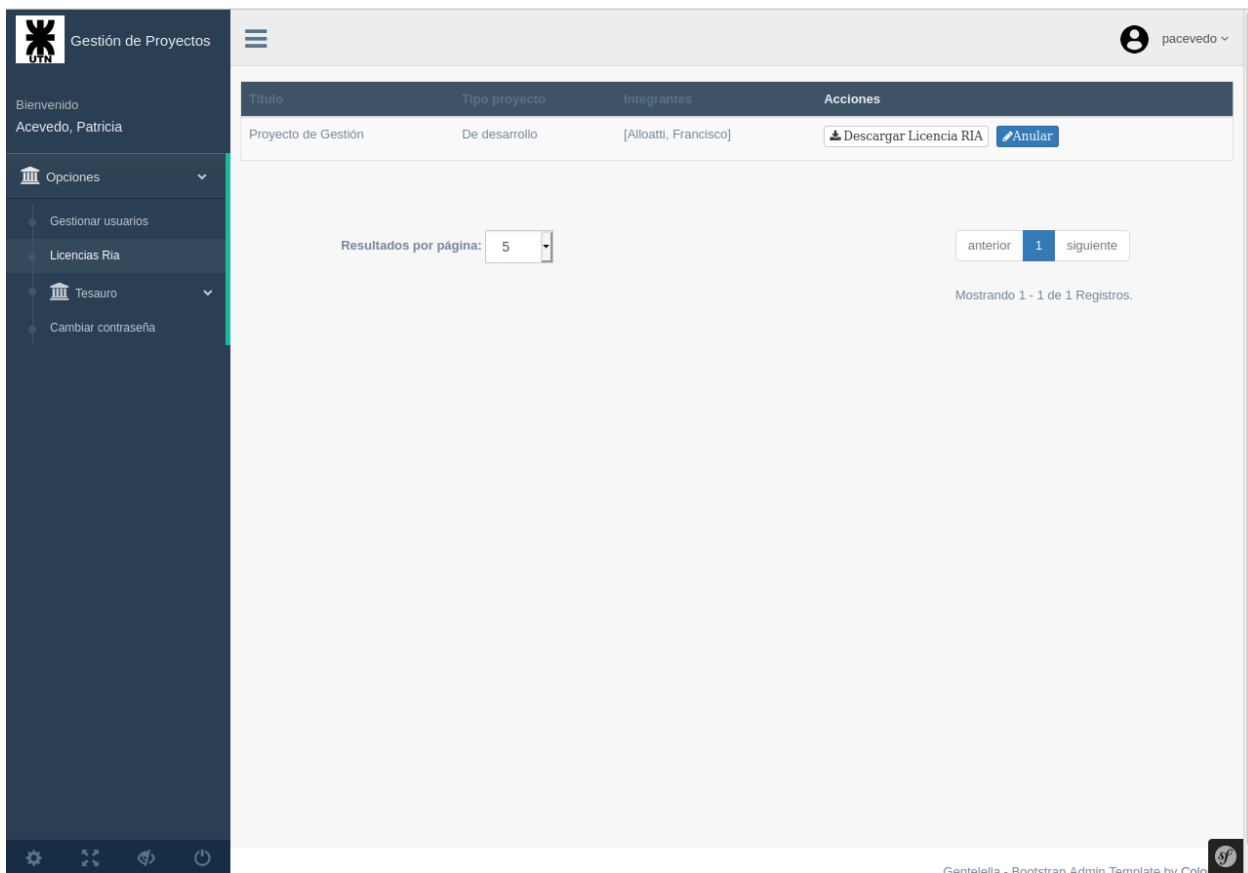 UTN
Gestión de Proyectos
pacevedo
Bienvenido
Acevedo, Patricia
Opciones
Gestionar usuarios
Licencias Ria
Tesauro
Cambiar contraseña
Título Tipo proyecto Integrantes Acciones
Proyecto de Gestión De desarrollo [Alloatti, Francisco] Descargar Licencia RIA Anular
Resultados por página: 5
anterior 1 siguiente
Mostrando 1 - 1 de 1 Registros.
Gentelella - Bootstrap Admin Template by Colo
sf